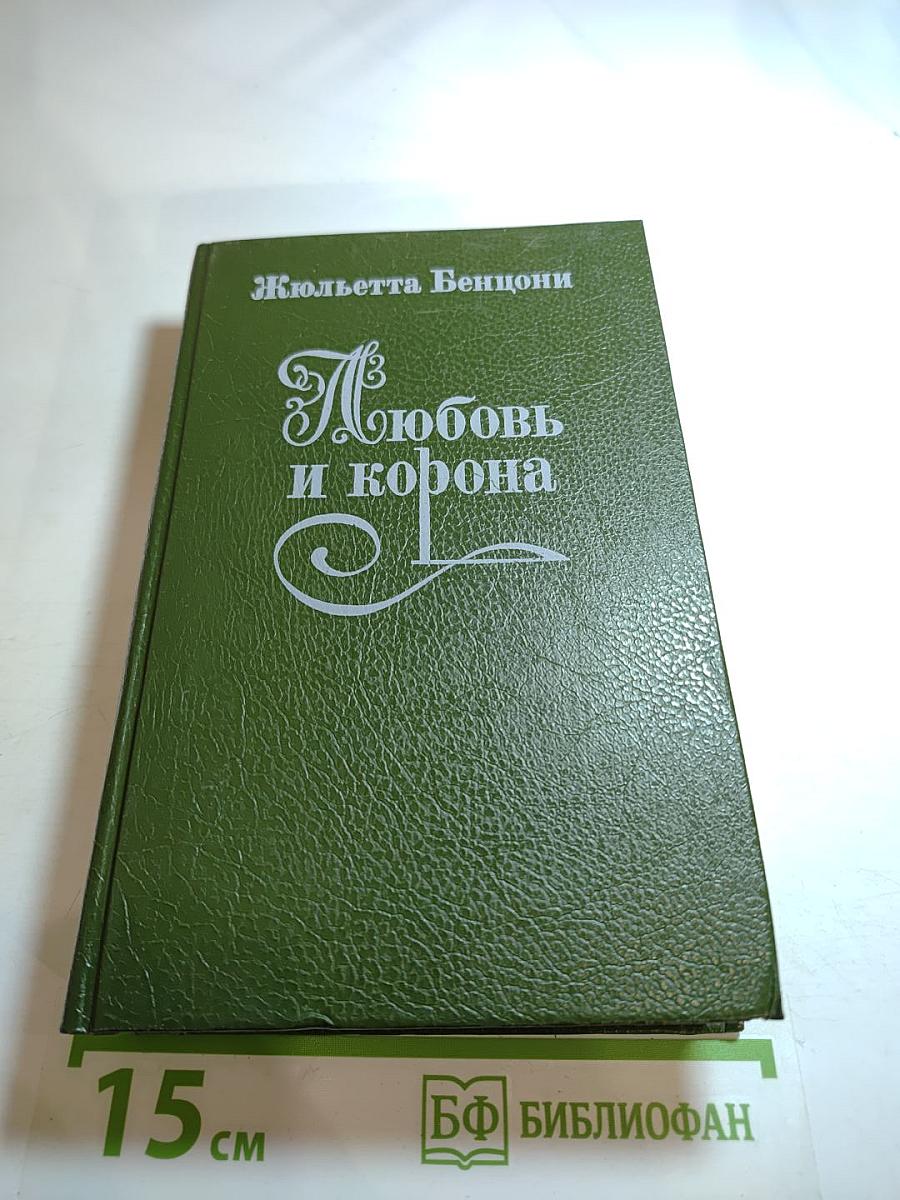 Жюльетта Бенцони
Любовь
и корона
15 см
БФ БИБЛИОФАН